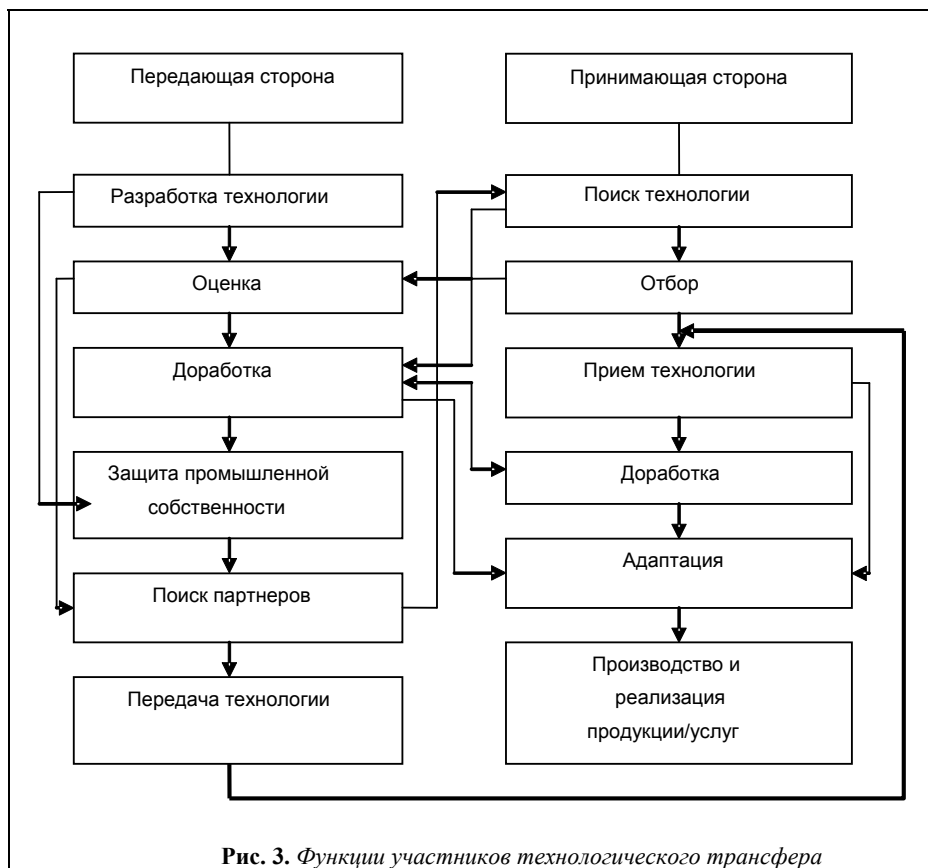 Передающая сторона
Разработка технологии
Оценка
Доработка
Защита промышленной
собственности
Поиск партнеров
Передача технологии
Принимающая сторона
Поиск технологии
Отбор
Прием технологии
Доработка
Адаптация
Производство и
реализация
продукции/услуг
Рис. 3. Функции участников технологического трансфера